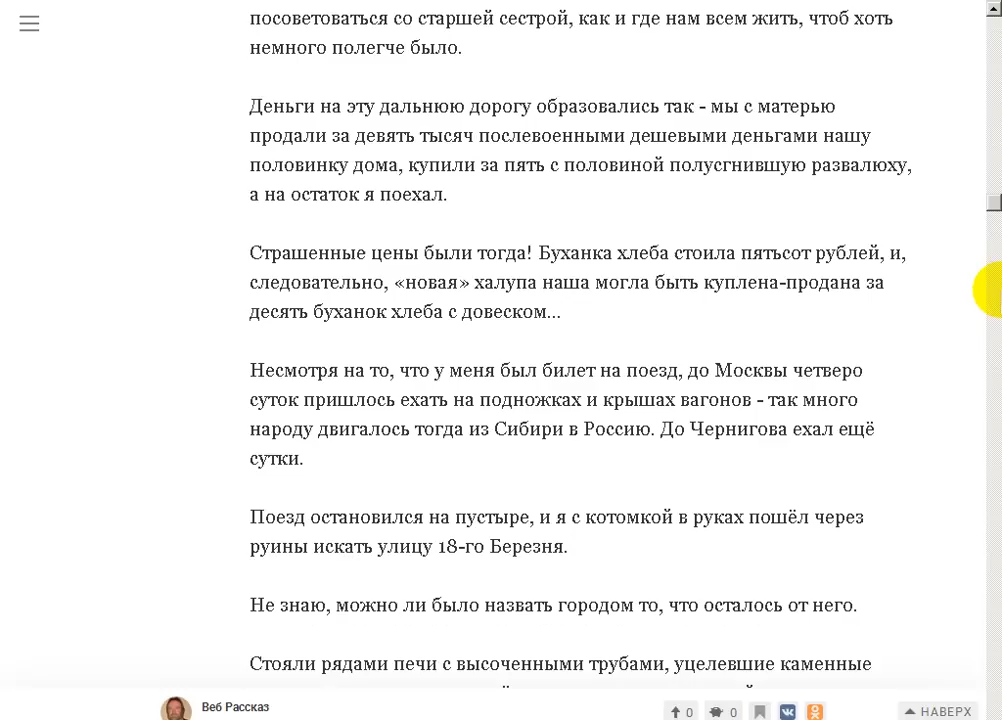 посоветоваться со старшей сестрой, как и где нам всем жить, чтоб хоть
немного полегче было.
Деньги на эту дальнюю дорогу образовались так - мы с матерью
продали за девять тысяч послевоенными дешевыми деньгами нашу
половинку дома, купили за пять с половиной полусгнившую развалюху,
а на остаток я поехал.
Страшенные цены были тогда! Буханка хлеба стоила пятьсот рублей, и,
следовательно, «новая» халупа наша могла быть куплена-продана за
десять буханок хлеба с довеском...
Несмотря на то, что у меня был билет на поезд, до Москвы четверо
суток пришлось ехать на подножках и крышах вагонов - так много
народу двигалось тогда из Сибири в Россию. До Чернигова ехал ещё
сутки.
Поезд остановился на пустыре, и я с котомкой в руках пошёл через
руины искать улицу 18-го Березня.
Не знаю, можно ли было назвать городом то, что осталось от него.
Стояли рядами печи с высоченными трубами, уцелевшие каменные
Веб Рассказ
0
0
НАВЕРХ